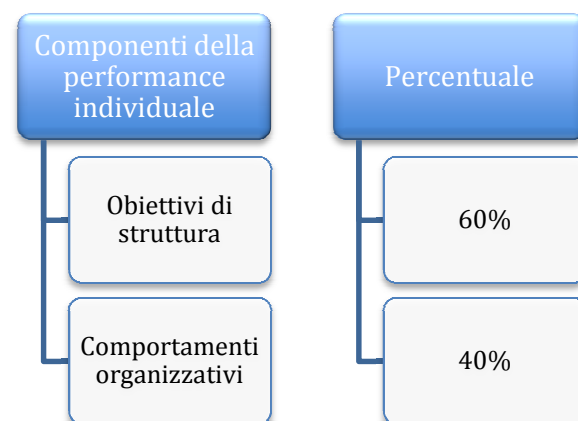 Componenti della
performance
individuale
Percentuale
Obiettivi di
struttura
60%
Comportamenti
organizzativi
40%